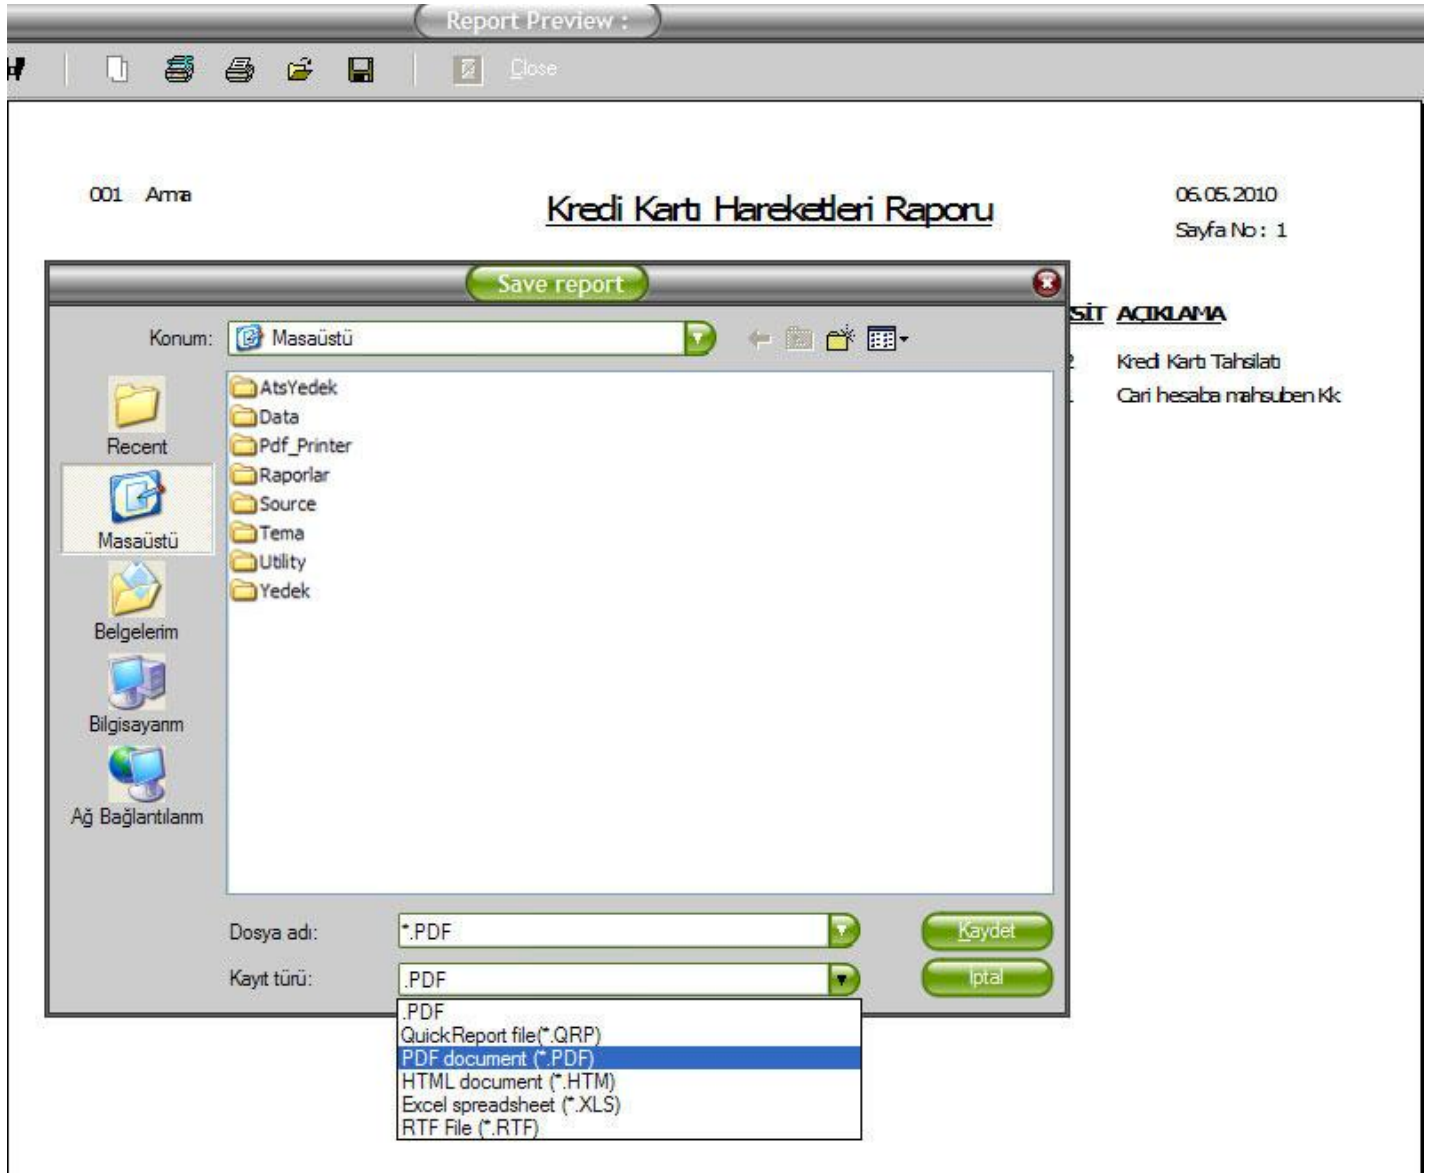 Report Preview :
Close
001 Arma
Kredi Kartı Hareketleri Raporu
06.05.2010
Sayfa No : 1
Save report
SİT AÇIKLAMA
Konum: Masaüstü
2 Kredi Kartı Tahsilatı
1 Cari hesaba mahsuben Kk
AtsYedek
Data
Pdf_Printer
Raporlar
Source
Tema
Utility
Yedek
Recent
Masaüstü
Belgelerim
Bilgisayarım
Ağ Bağlantılarım
Dosya adı: *.PDF Kaydet
Kayıt türü: .PDF İptal
.PDF
QuickReport file(*.QRP)
PDF document (*.PDF)
HTML document (*.HTM)
Excel spreadsheet (*.XLS)
RTF File (*.RTF)